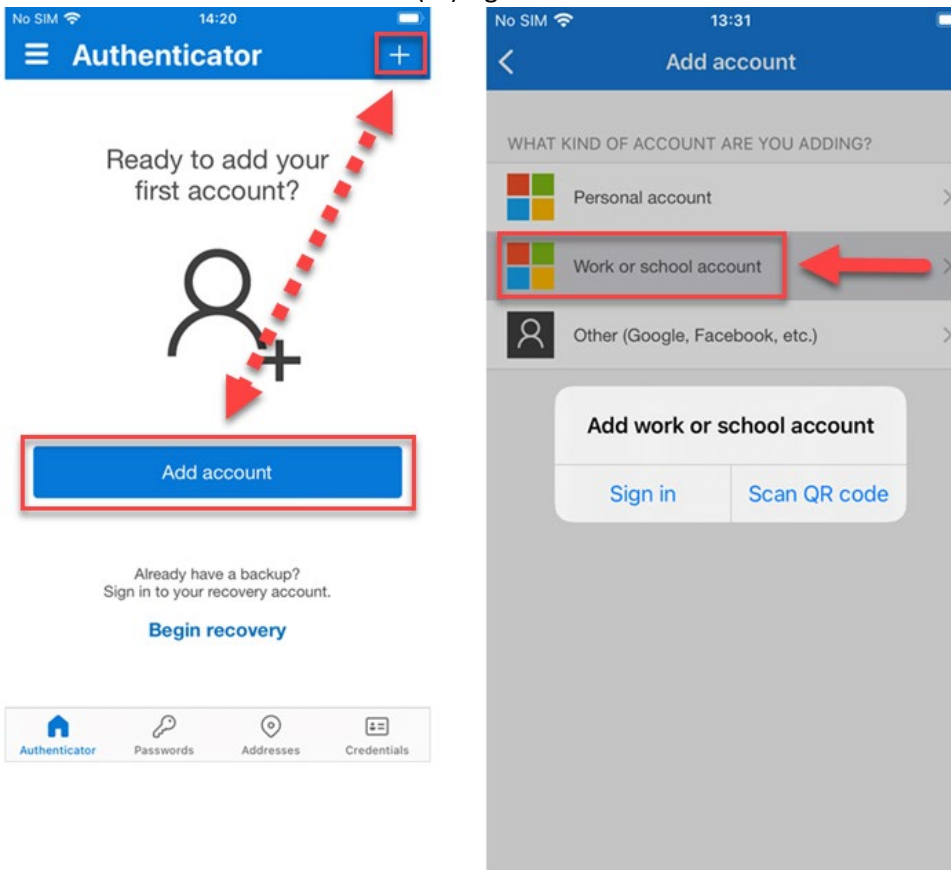 No SIM 14:20
Authenticator
Ready to add your
first account?
Add account
Already have a backup?
Sign in to your recovery account.
Begin recovery
Authenticator Passwords Addresses Credentials
No SIM 13:31
Add account
WHAT KIND OF ACCOUNT ARE YOU ADDING?
Personal account
Work or school account
Other (Google, Facebook, etc.)
Add work or school account
Sign in Scan QR code